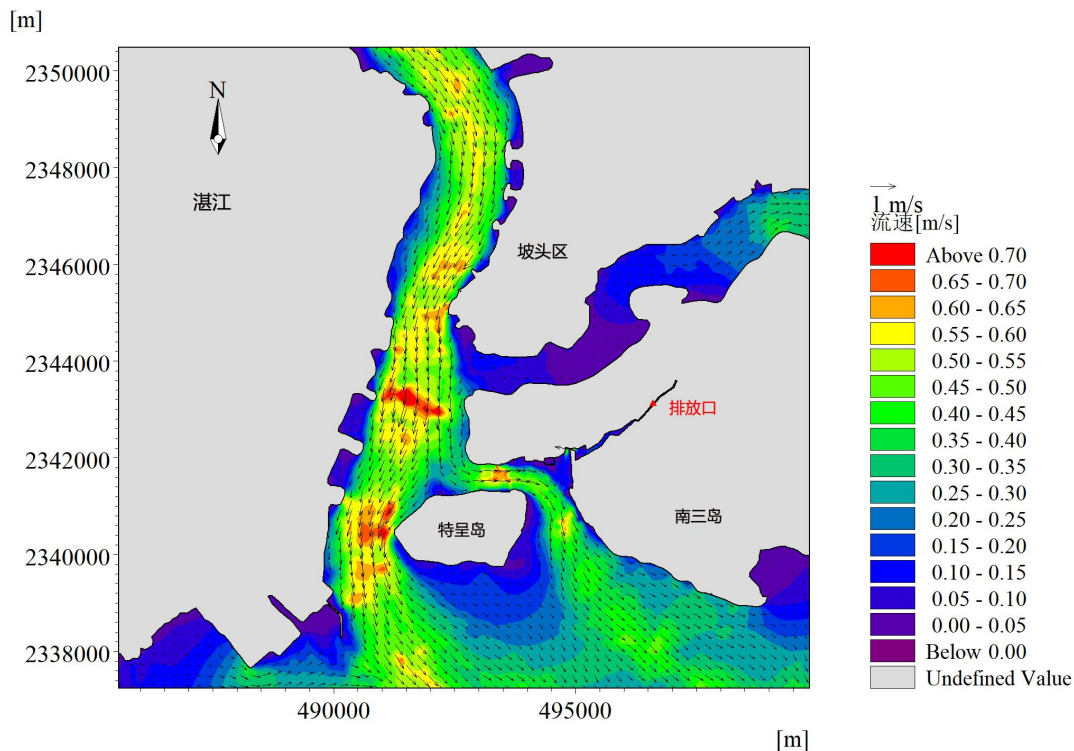 [m]
2350000
2348000
2346000
2344000
2342000
2340000
2338000
490000
495000
[m]
N
湛江
坡头区
排放口
特呈岛
南三岛
1 m/s
流速[m/s]
Above 0.70
0.65 - 0.70
0.60 - 0.65
0.55 - 0.60
0.50 - 0.55
0.45 - 0.50
0.40 - 0.45
0.35 - 0.40
0.30 - 0.35
0.25 - 0.30
0.20 - 0.25
0.15 - 0.20
0.10 - 0.15
0.05 - 0.10
0.00 - 0.05
Below 0.00
Undefined Value